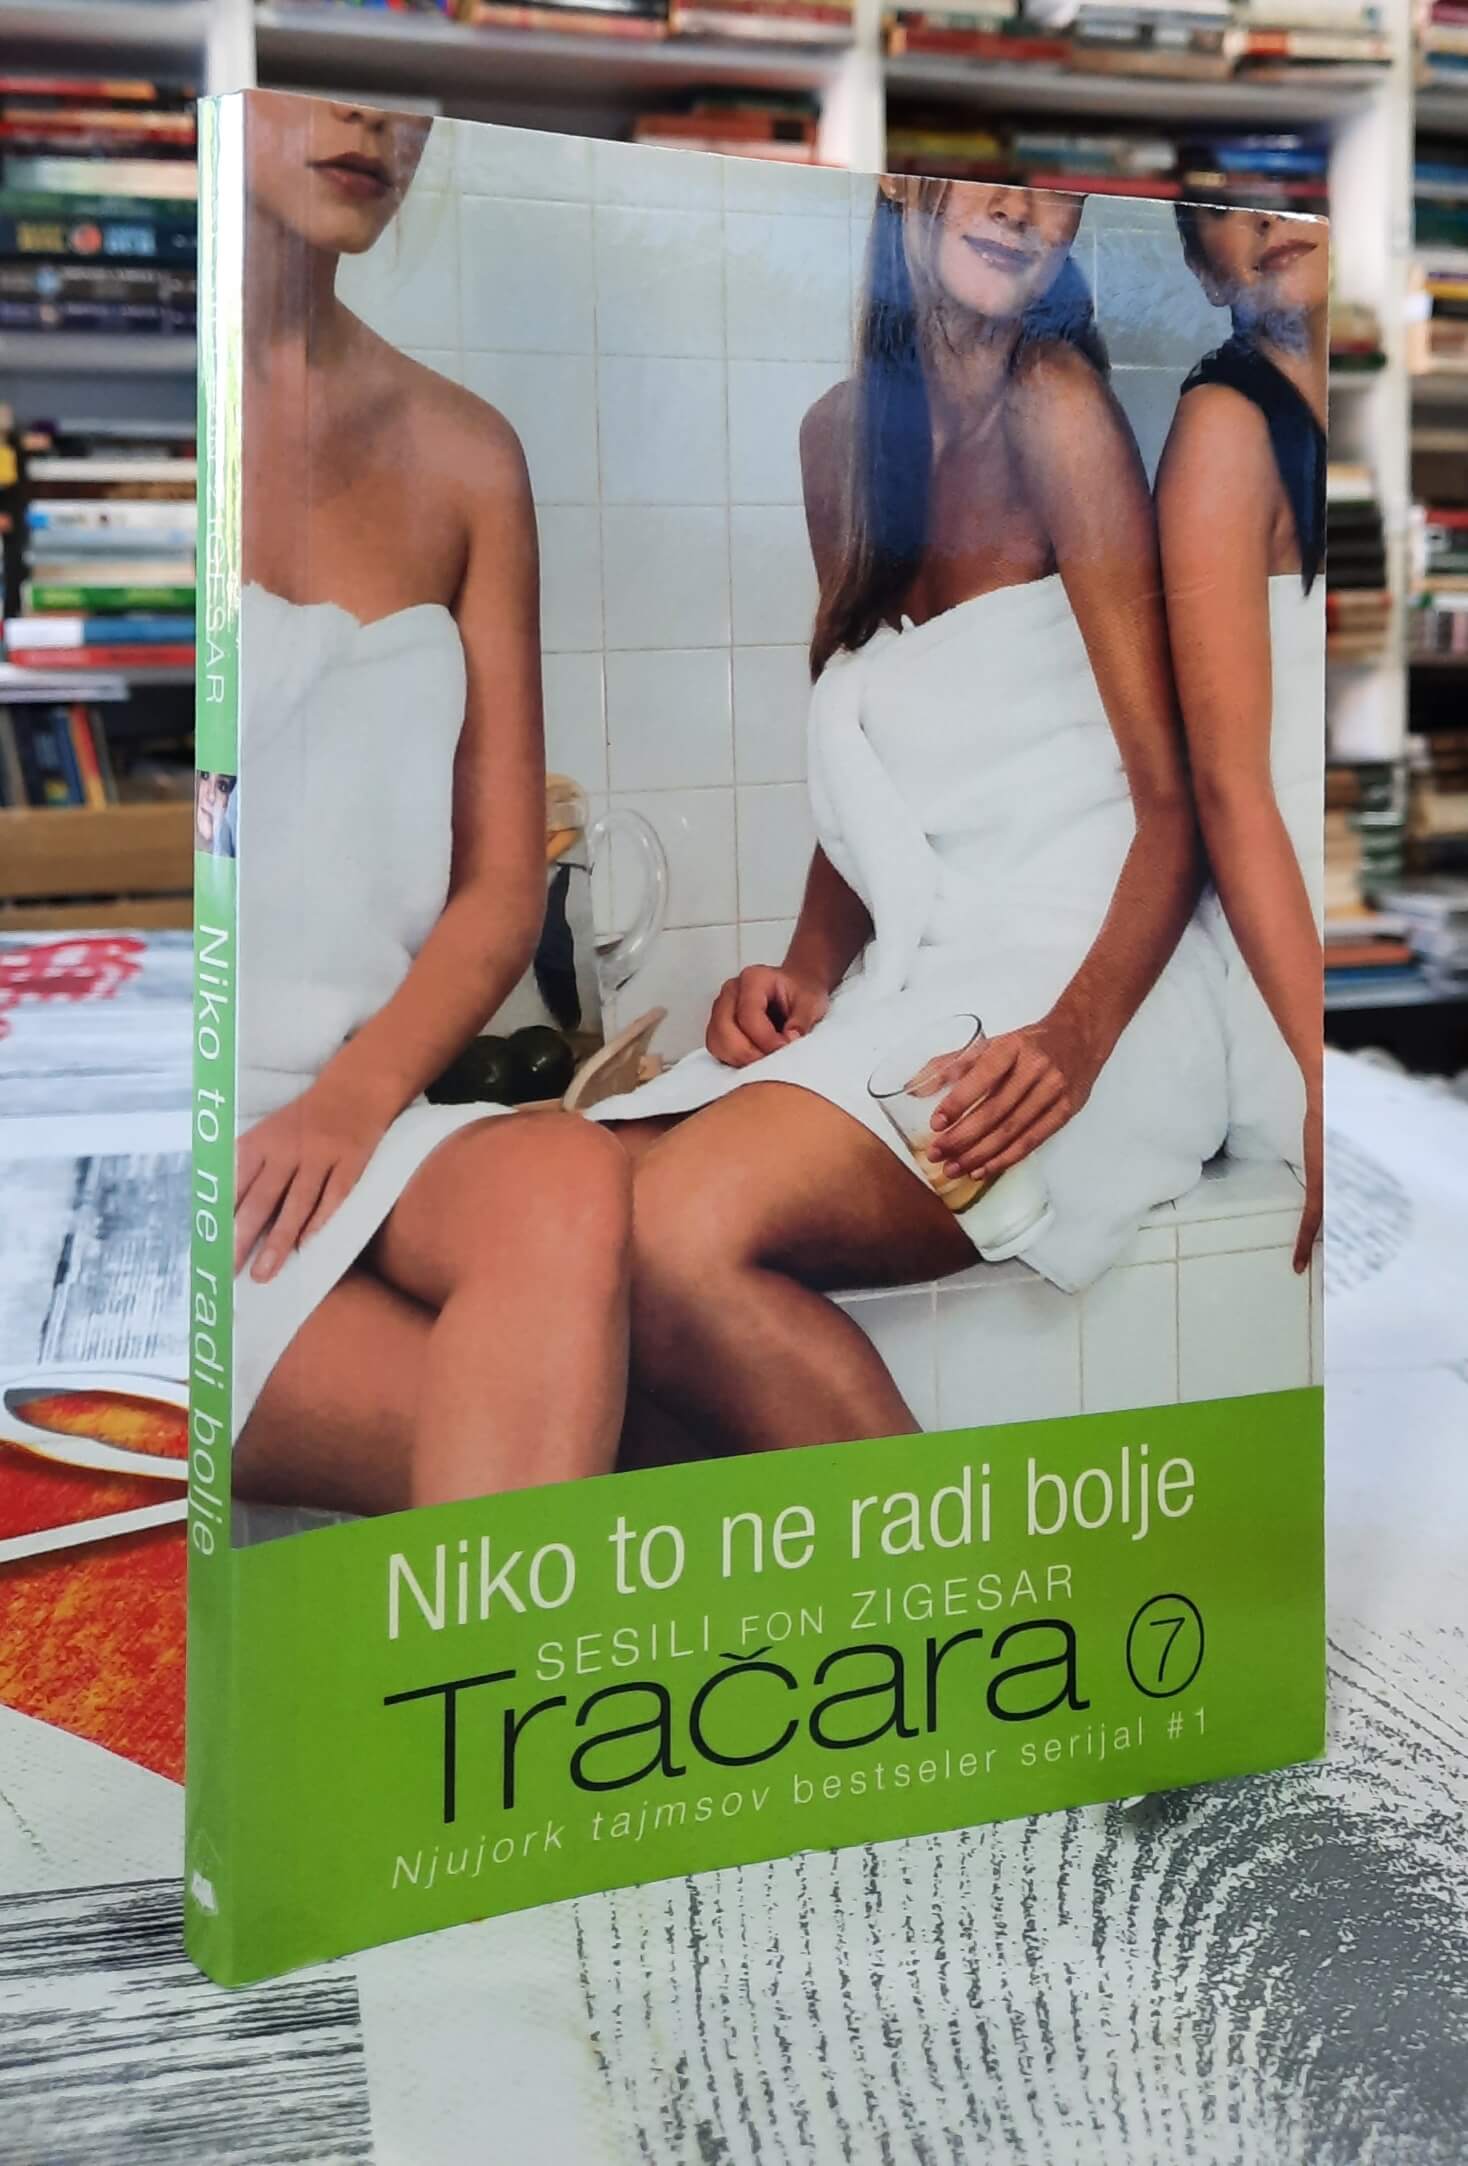 ZIGESAR
Niko to ne radi bolje
Niko to ne radi bolje
SESILI FON ZIGESAR
Tračara 7
Njujork tajmsov bestseler serijal #1